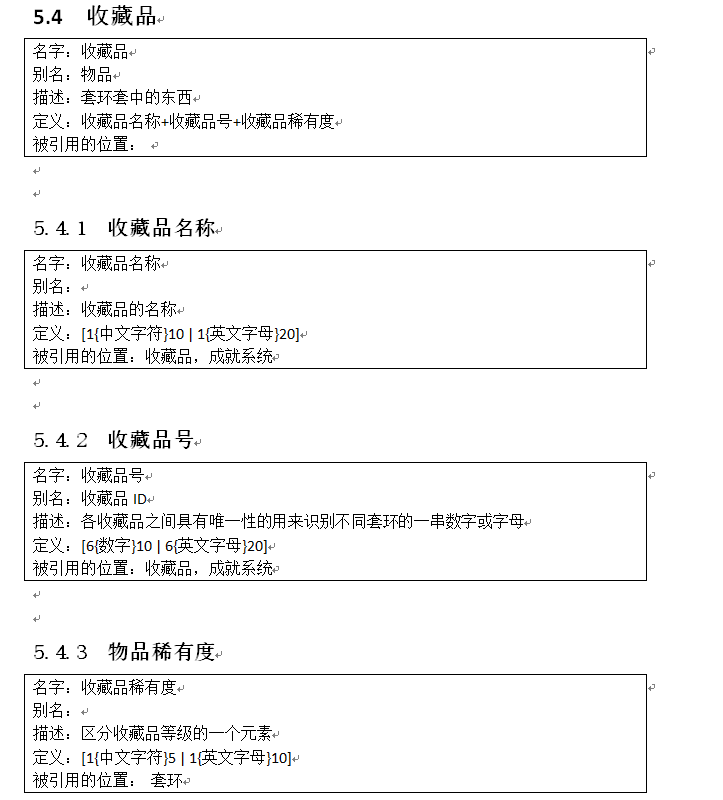 5.4 收藏品
名字：收藏品
别名：物品
描述：套环套中的东西
定义：收藏品名称+收藏品号+收藏品稀有度
被引用的位置：
5.4.1 收藏品名称
名字：收藏品名称
别名：
描述：收藏品的名称
定义：[1{中文字符}10 | 1{英文字母}20]
被引用的位置：收藏品，成就系统
5.4.2 收藏品号
名字：收藏品号
别名：收藏品 ID
描述：各收藏品之间具有唯一性的用来识别不同套环的一串数字或字母
定义：[6{数字}10 | 6{英文字母}20]
被引用的位置：收藏品，成就系统
5.4.3 物品稀有度
名字：收藏品稀有度
别名：
描述：区分收藏品等级的一个元素
定义：[1{中文字符}5 | 1{英文字母}10]
被引用的位置： 套环